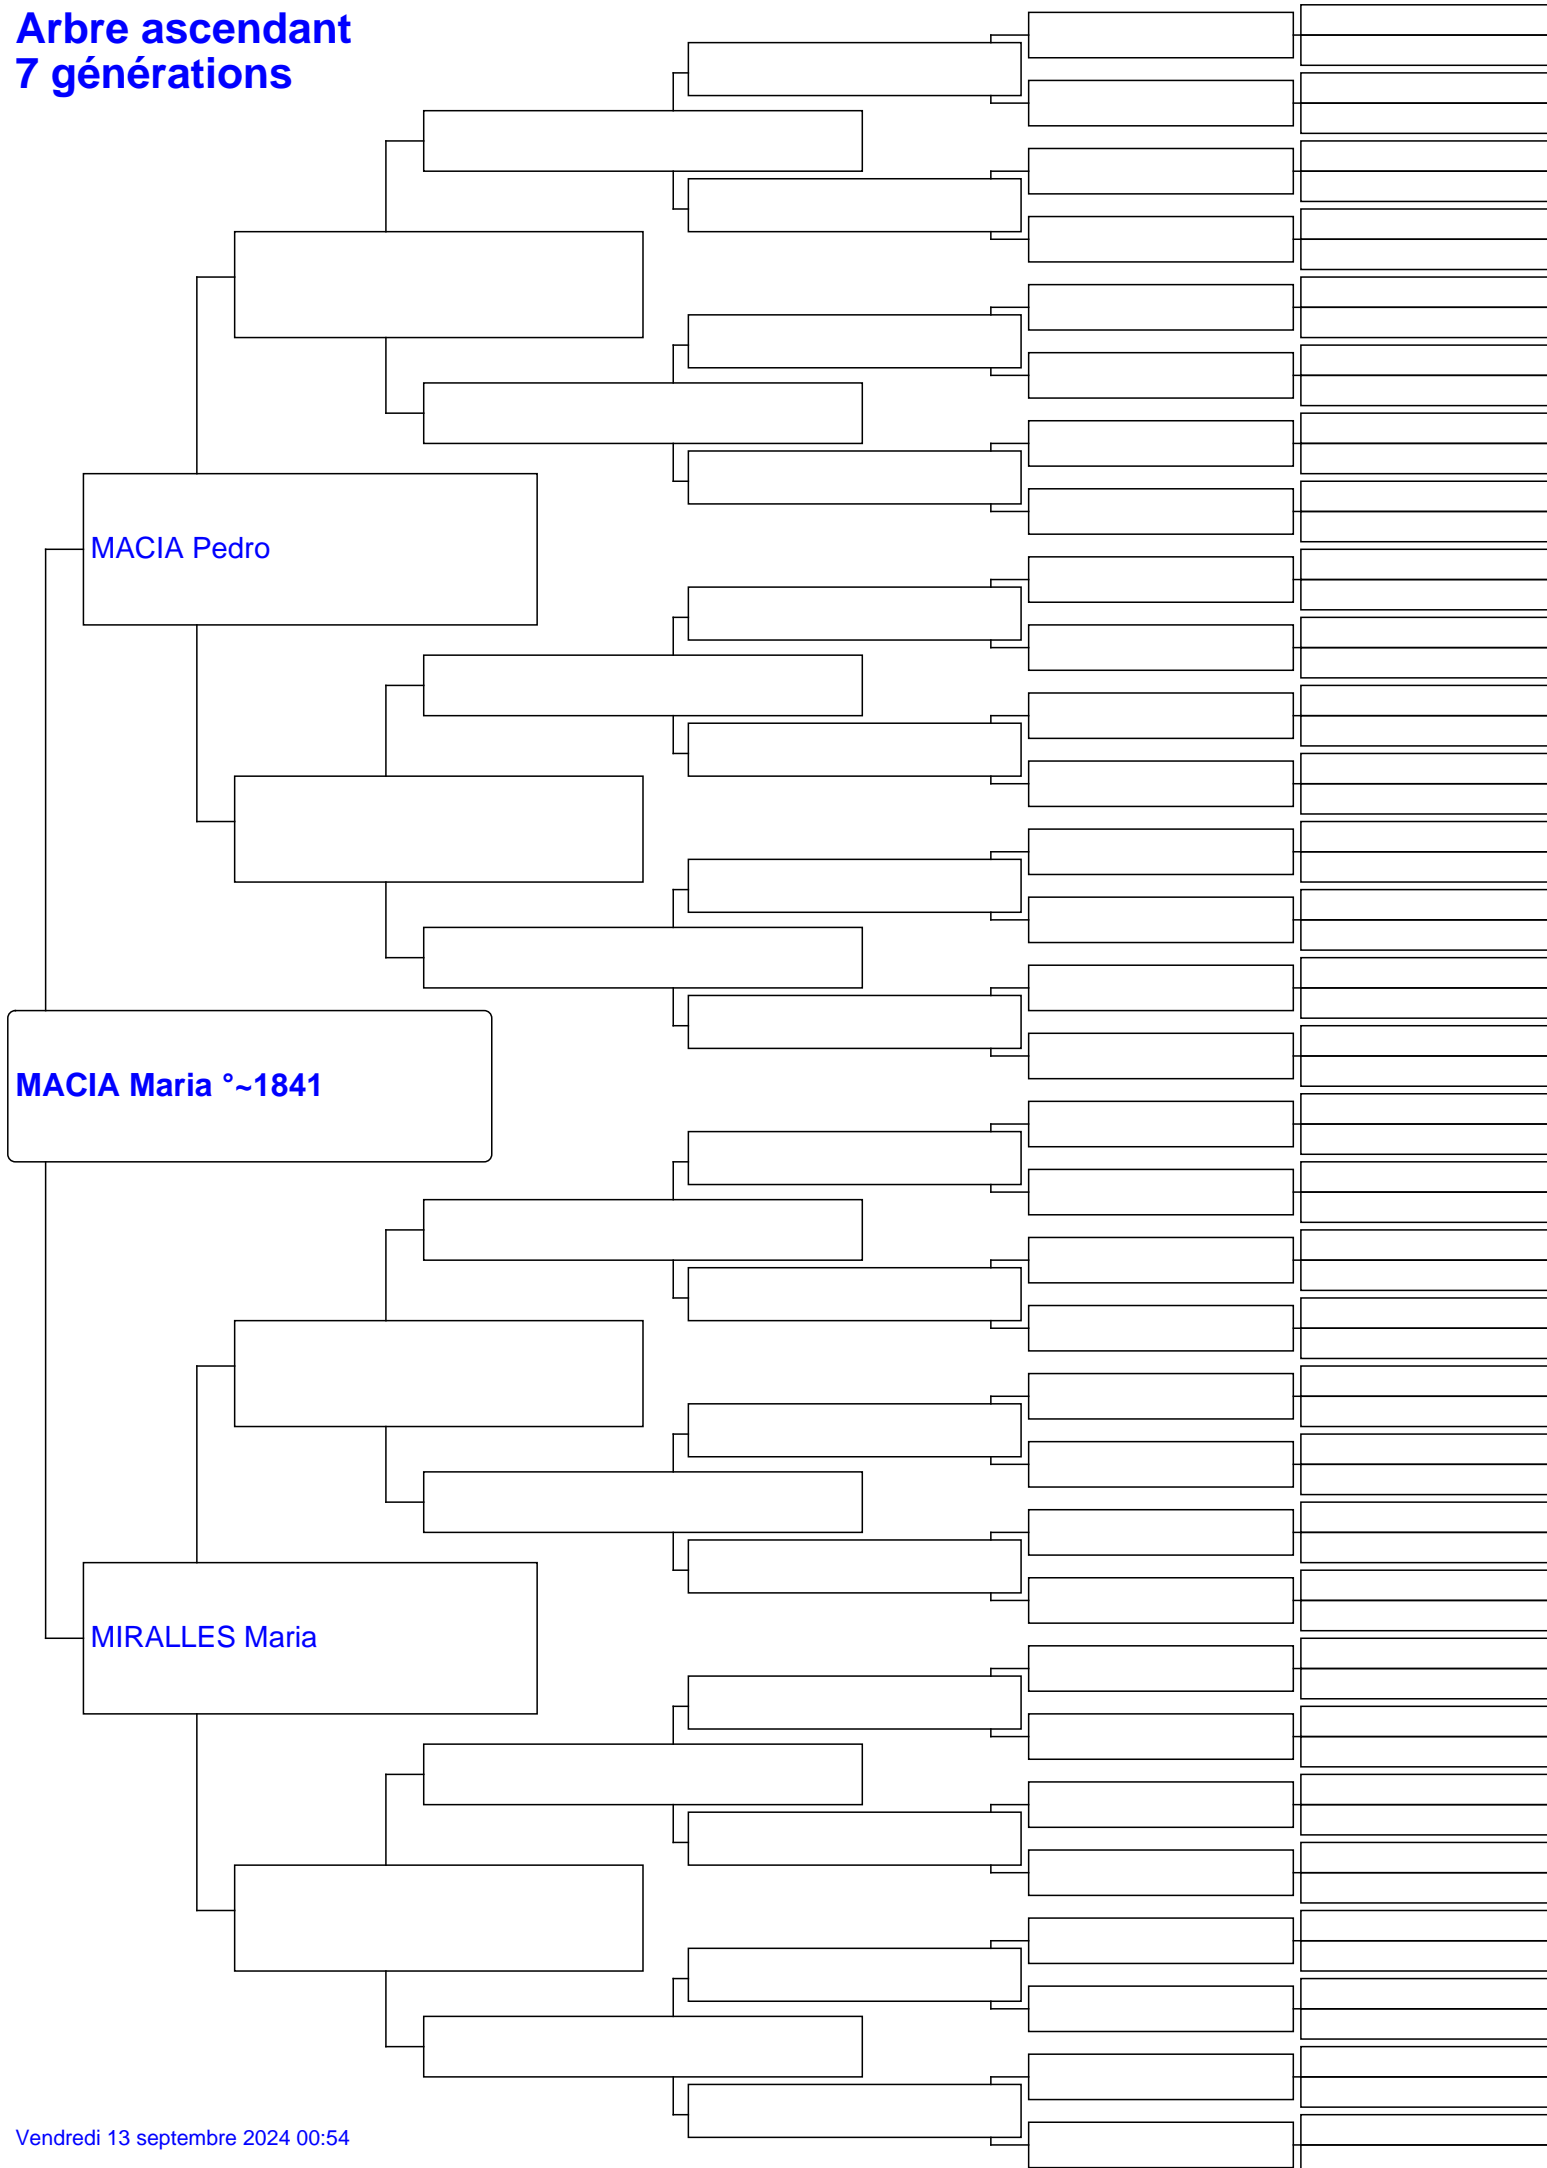 Arbre ascendant
7 générations
MACIA Pedro
MACIA Maria °~1841
MIRALLES Maria
Vendredi 13 septembre 2024 00:54